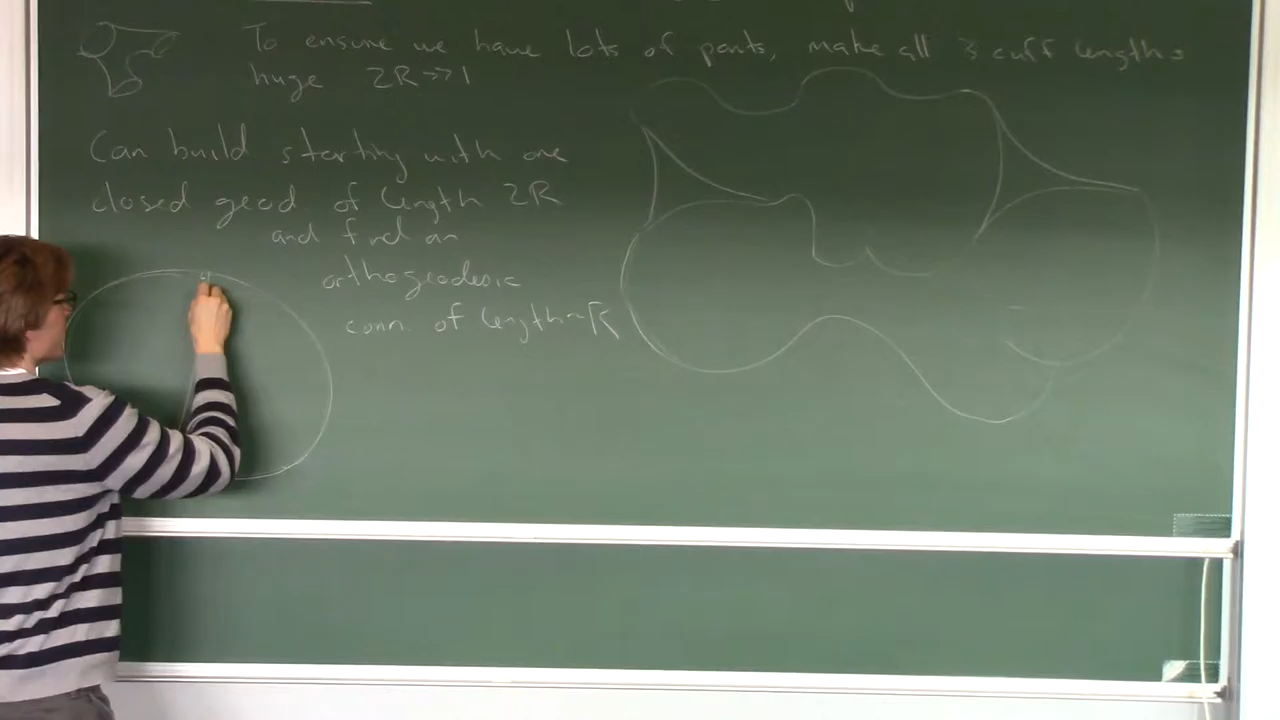 To ensure we have lots of pants, make all 3 cuff lengths
huge 2R>>1
Can build starting with one
closed geod of length 2R
and find an
orthogeodesic
conn. of length~R